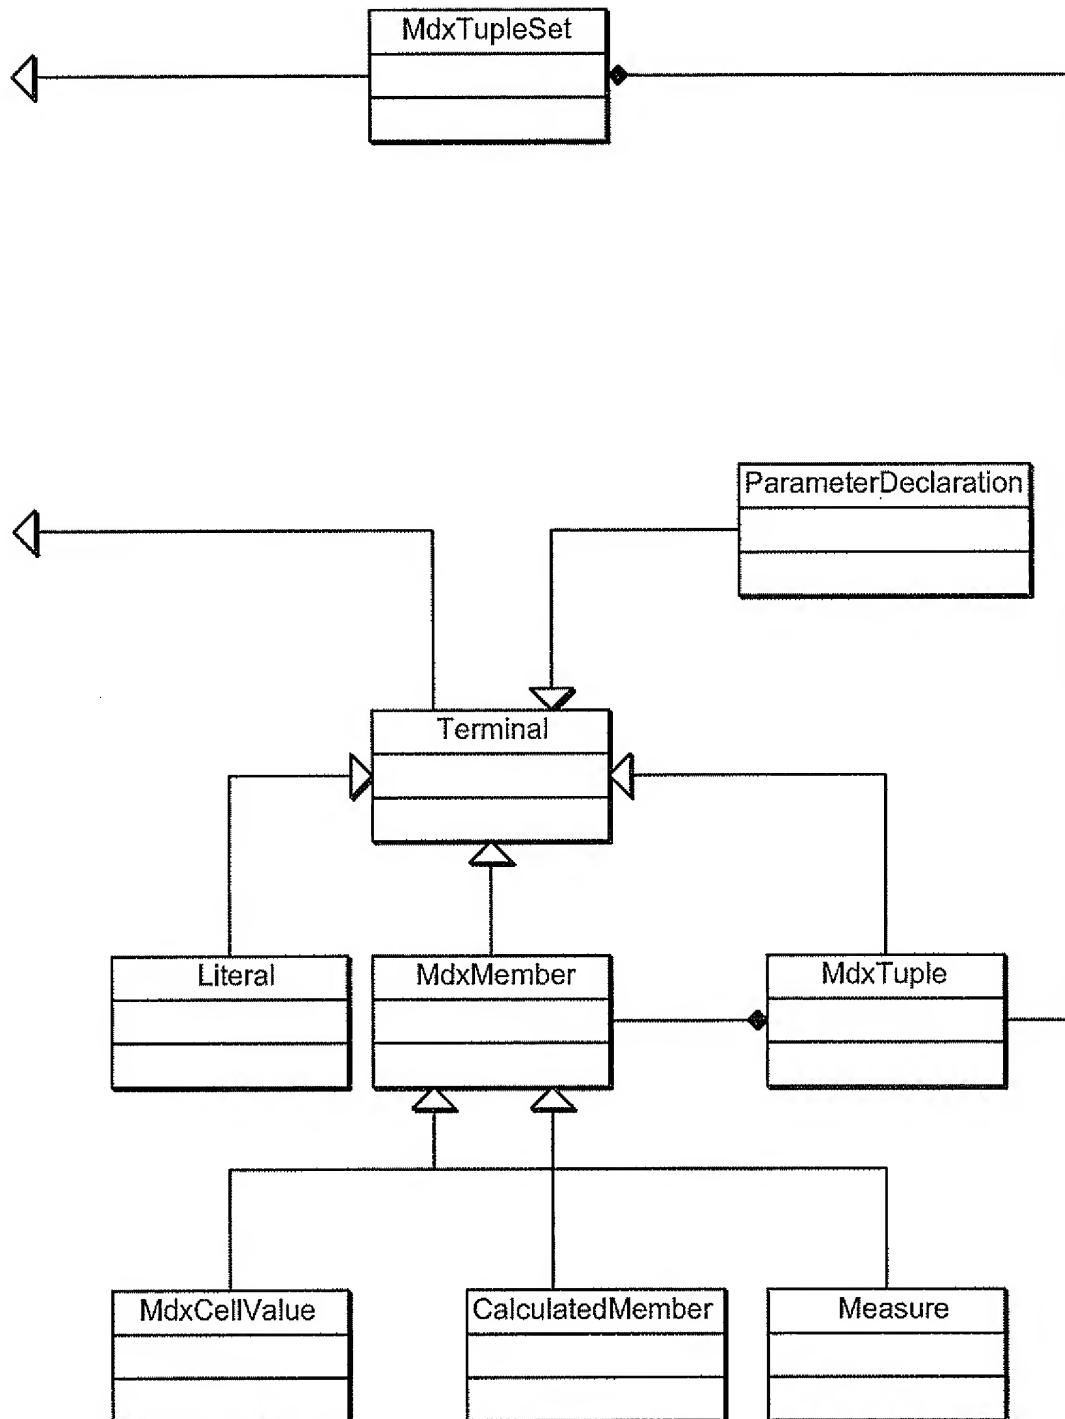 MdxTupleSet
ParameterDeclaration
Terminal
Literal
MdxMember
MdxTuple
MdxCellValue
CalculatedMember
Measure